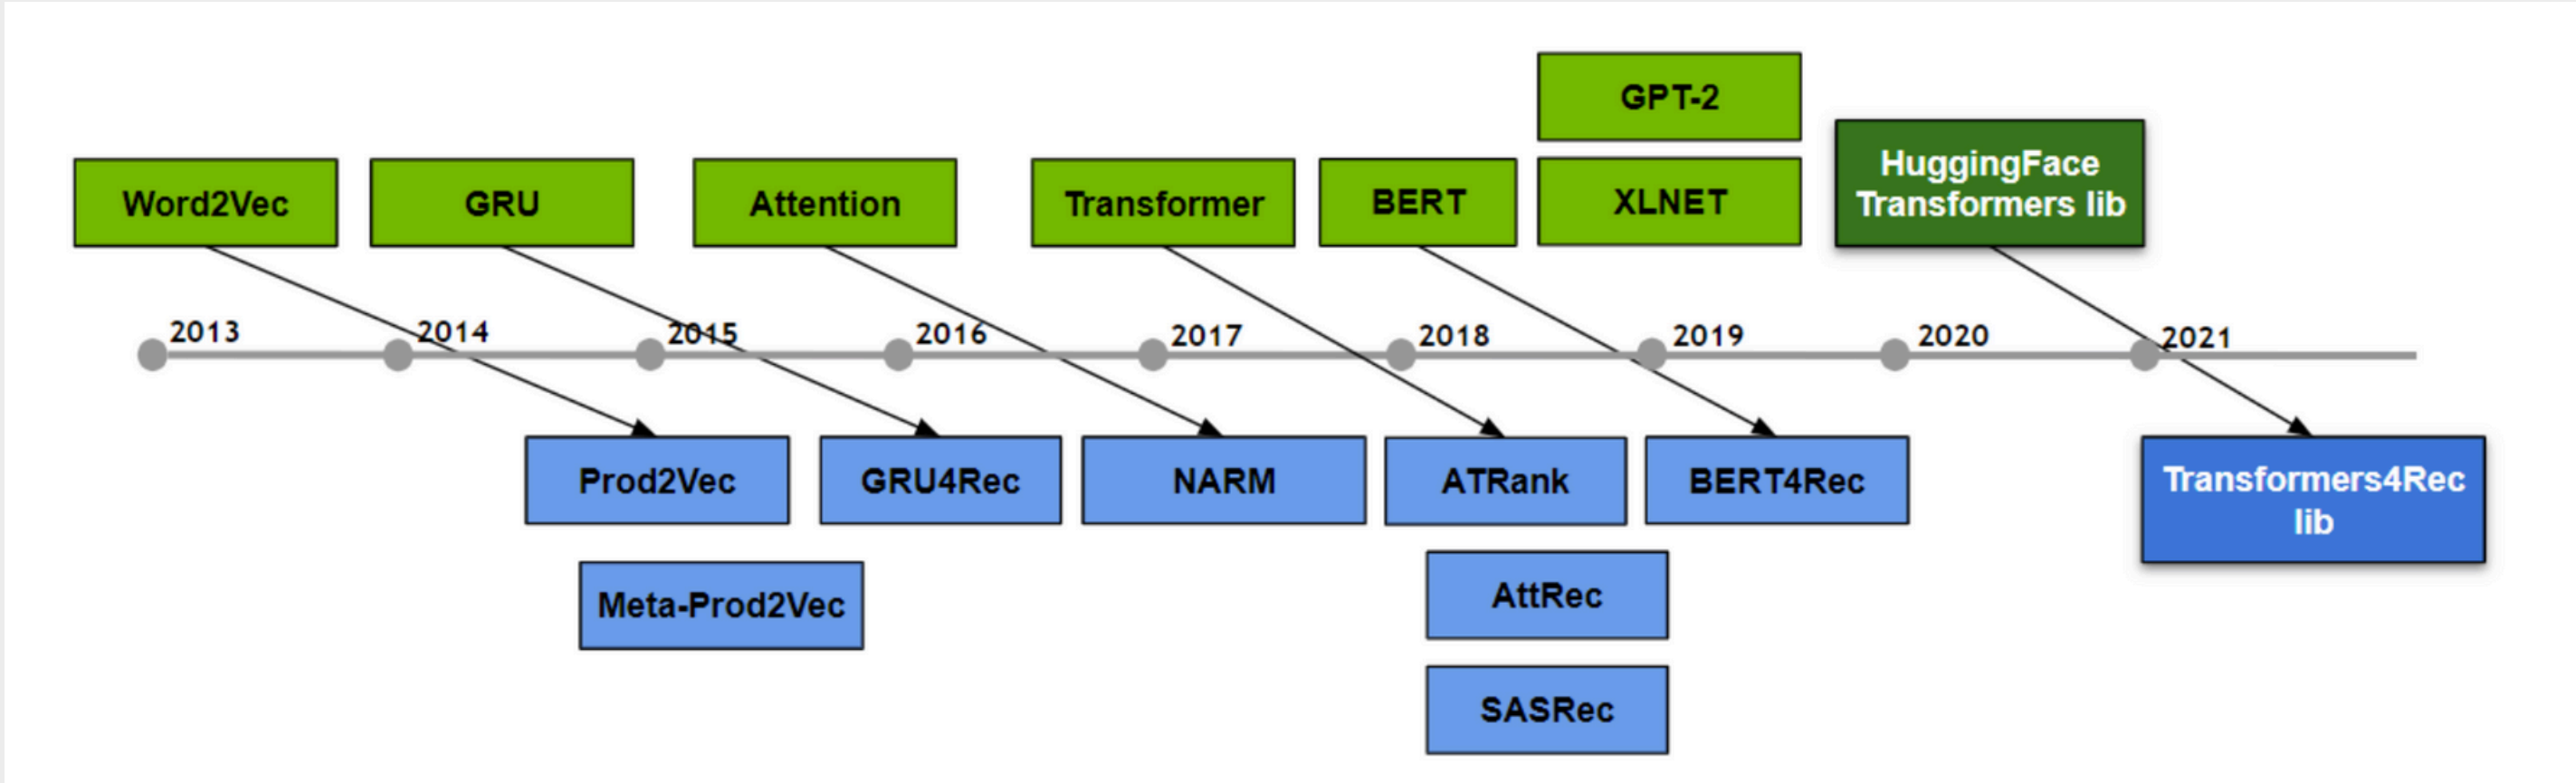 GPT-2
HuggingFace
Transformers lib
Word2Vec
GRU
Attention
Transformer
BERT
XLNET
2013
2014
2015
2016
2017
2018
2019
2020
2021
Prod2Vec
GRU4Rec
NARM
ATRank
BERT4Rec
Transformers4Rec
lib
Meta-Prod2Vec
AttRec
SASRec